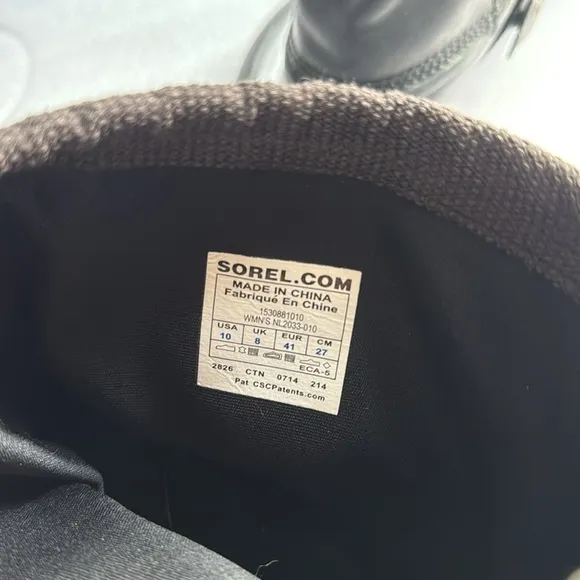 SOREL.COM
MADE IN CHINA
Fabriqué En Chine
1530881010
WMN'S NL2033-010
USA UK EUR CM
10 8 41 27
ECA-5
2826 CTN 0714 214
Pat CSCPatents.com